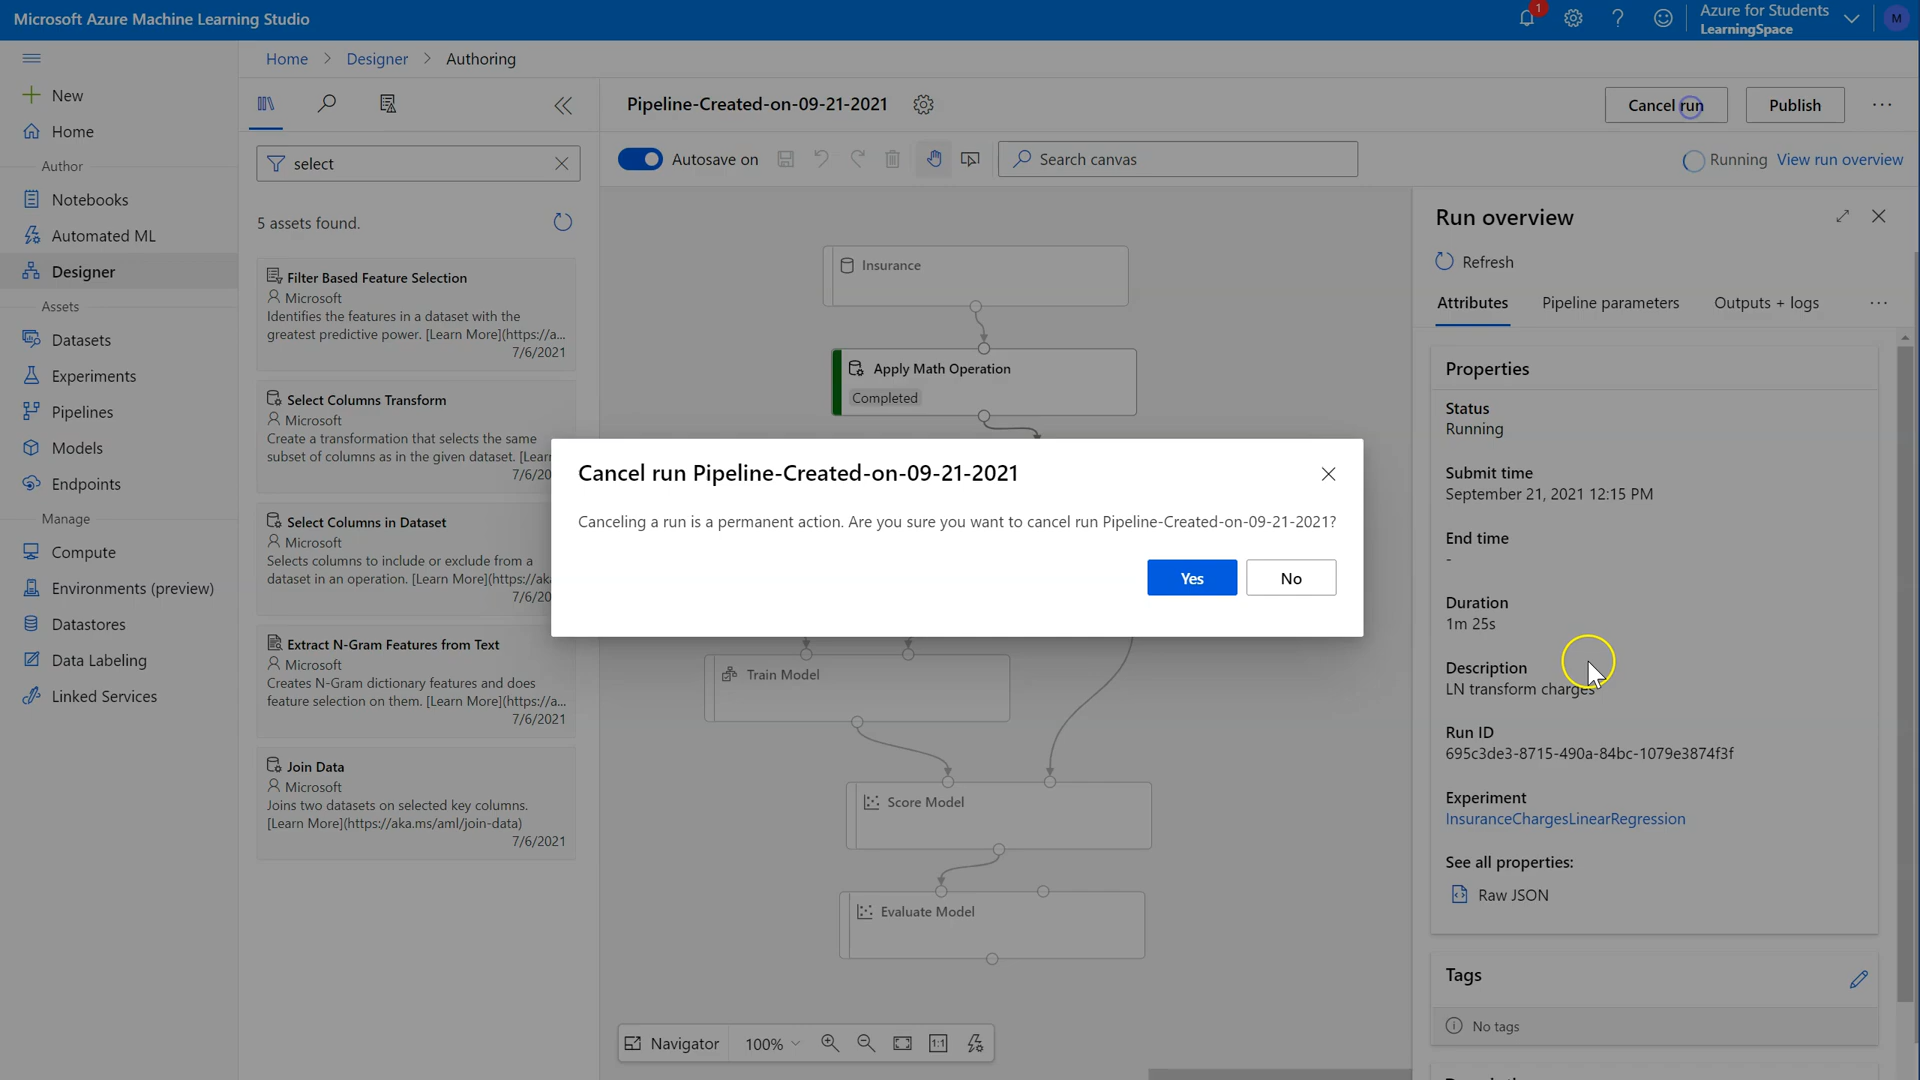 Microsoft Azure Machine Learning Studio
1
Azure for Students
LearningSpace
M
Home
Designer
Authoring
New
Home
Author
Notebooks
Automated ML
Designer
Assets
Datasets
Experiments
Pipelines
Models
Endpoints
Manage
Compute
Environments (preview)
Datastores
Data Labeling
Linked Services
select
5 assets found.
Filter Based Feature Selection
Microsoft
Identifies the features in a dataset with the
greatest predictive power. [Learn More](https://a...
7/6/2021
Select Columns Transform
Microsoft
Create a transformation that selects the same
subset of columns as in the given dataset. [Lear
7/6/20
Select Columns in Dataset
Microsoft
Selects columns to include or exclude from a
dataset in an operation. [Learn More](https://ak
7/6/20
Extract N-Gram Features from Text
Microsoft
Creates N-Gram dictionary features and does
feature selection on them. [Learn More](https://a...
7/6/2021
Join Data
Microsoft
Joins two datasets on selected key columns.
[Learn More](https://aka.ms/aml/join-data)
7/6/2021
Pipeline-Created-on-09-21-2021
Cancel run
Publish
Autosave on
Search canvas
Running View run overview
Insurance
Apply Math Operation
Completed
Cancel run Pipeline-Created-on-09-21-2021
Canceling a run is a permanent action. Are you sure you want to cancel run Pipeline-Created-on-09-21-2021?
Yes
No
Train Model
Score Model
Evaluate Model
Navigator
100%
1:1
Run overview
Refresh
Attributes
Pipeline parameters
Outputs + logs
Properties
Status
Running
Submit time
September 21, 2021 12:15 PM
End time
-
Duration
1m 25s
Description
LN transform charges
Run ID
695c3de3-8715-490a-84bc-1079e3874f3f
Experiment
InsuranceChargesLinearRegression
See all properties:
Raw JSON
Tags
No tags